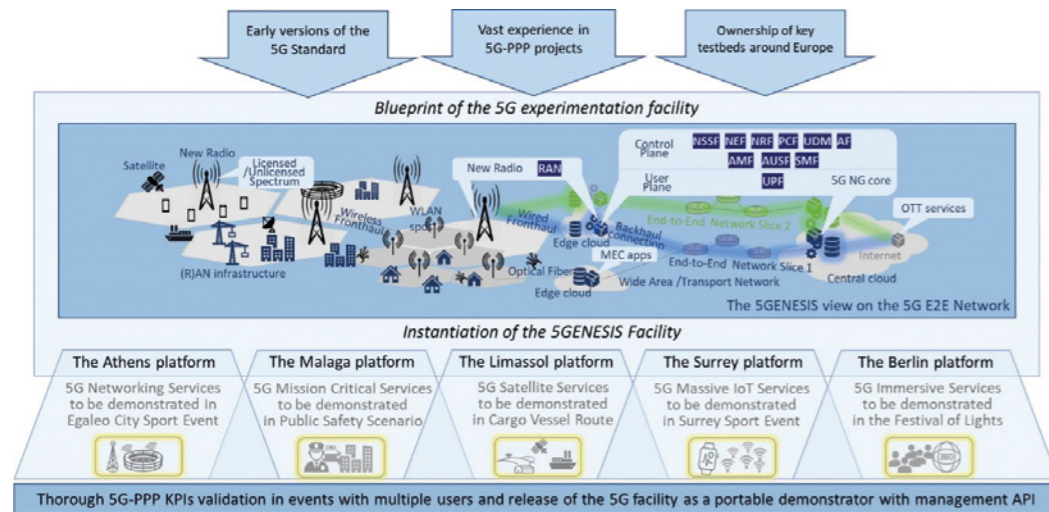 Early versions of the
5G Standard
Vast experience in
5G-PPP projects
Ownership of key
testbeds around Europe
Blueprint of the 5G experimentation facility
Satellite
New Radio
Licensed
/Unlicensed
Spectrum
Wireless
Fronthaul
WLAN
spots
(R)AN infrastructure
New Radio
RAN
Wired
Fronthaul
Optical Fiber
Edge cloud
Edge cloud
MEC apps
Backhaul
connection
Control
Plane
NSSF NEF NRF PCF UDM AF
AMF AUSF SMF
User
Plane
UPF
5G NG core
End-to-End Network Slice 2
End-to-End Network Slice 1
Wide Area /Transport Network
OTT services
Internet
Central cloud
The 5GENESIS view on the 5G E2E Network
Instantiation of the 5GENESIS Facility
The Athens platform
5G Networking Services
to be demonstrated in
Egaleo City Sport Event
The Malaga platform
5G Mission Critical Services
to be demonstrated
in Public Safety Scenario
The Limassol platform
5G Satellite Services
to be demonstrated
in Cargo Vessel Route
The Surrey platform
5G Massive IoT Services
to be demonstrated
in Surrey Sport Event
The Berlin platform
5G Immersive Services
to be demonstrated
in the Festival of Lights
360
Thorough 5G-PPP KPIs validation in events with multiple users and release of the 5G facility as a portable demonstrator with management API